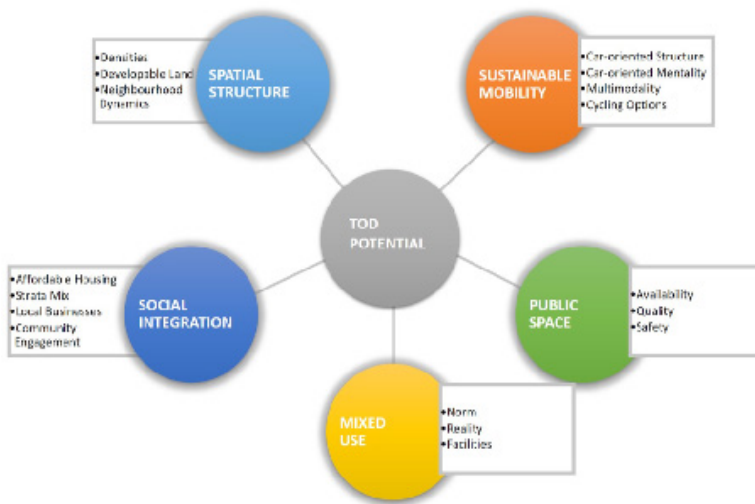 •Densities
•Developable Land
•Neighbourhood
Dynamics
SPATIAL
STRUCTURE
SUSTAINABLE
MOBILITY
•Car-oriented Structure
•Car-oriented Mentality
•Multimodality
•Cycling Options
TOD
POTENTIAL
•Affordable Housing
•Strata Mix
•Local Businesses
•Community
Engagement
SOCIAL
INTEGRATION
PUBLIC
SPACE
•Availability
•Quality
•Safety
MIXED
USE
•Norm
•Reality
•Facilities